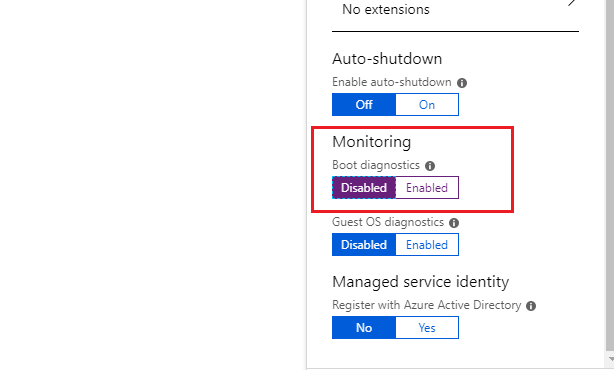 No extensions
Auto-shutdown
Enable auto-shutdown
Off On
Monitoring
Boot diagnostics
Disabled Enabled
Guest OS diagnostics
Disabled Enabled
Managed service identity
Register with Azure Active Directory
No Yes